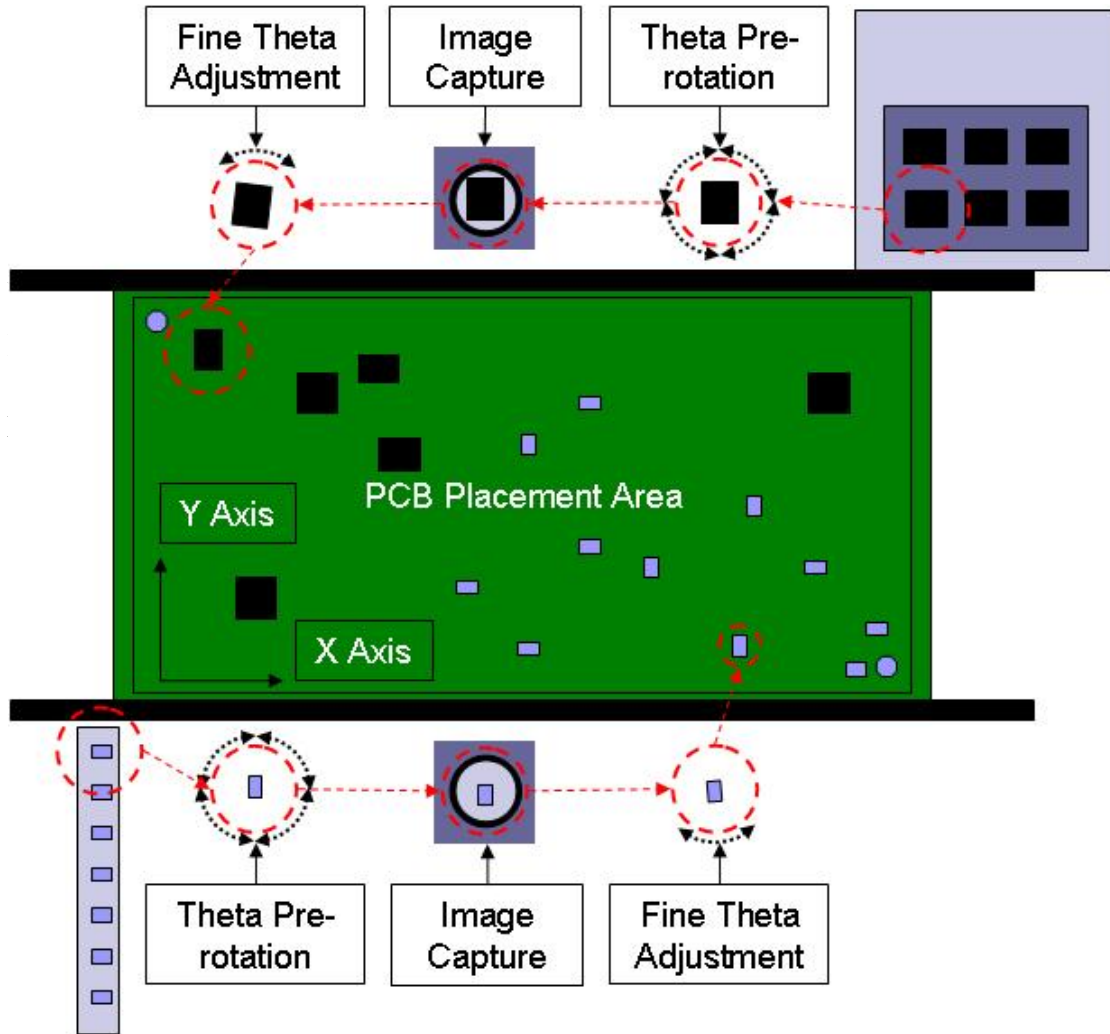 Fine Theta
Adjustment
Image
Capture
Theta Pre-
rotation
PCB Placement Area
Y Axis
X Axis
Theta Pre-
rotation
Image
Capture
Fine Theta
Adjustment